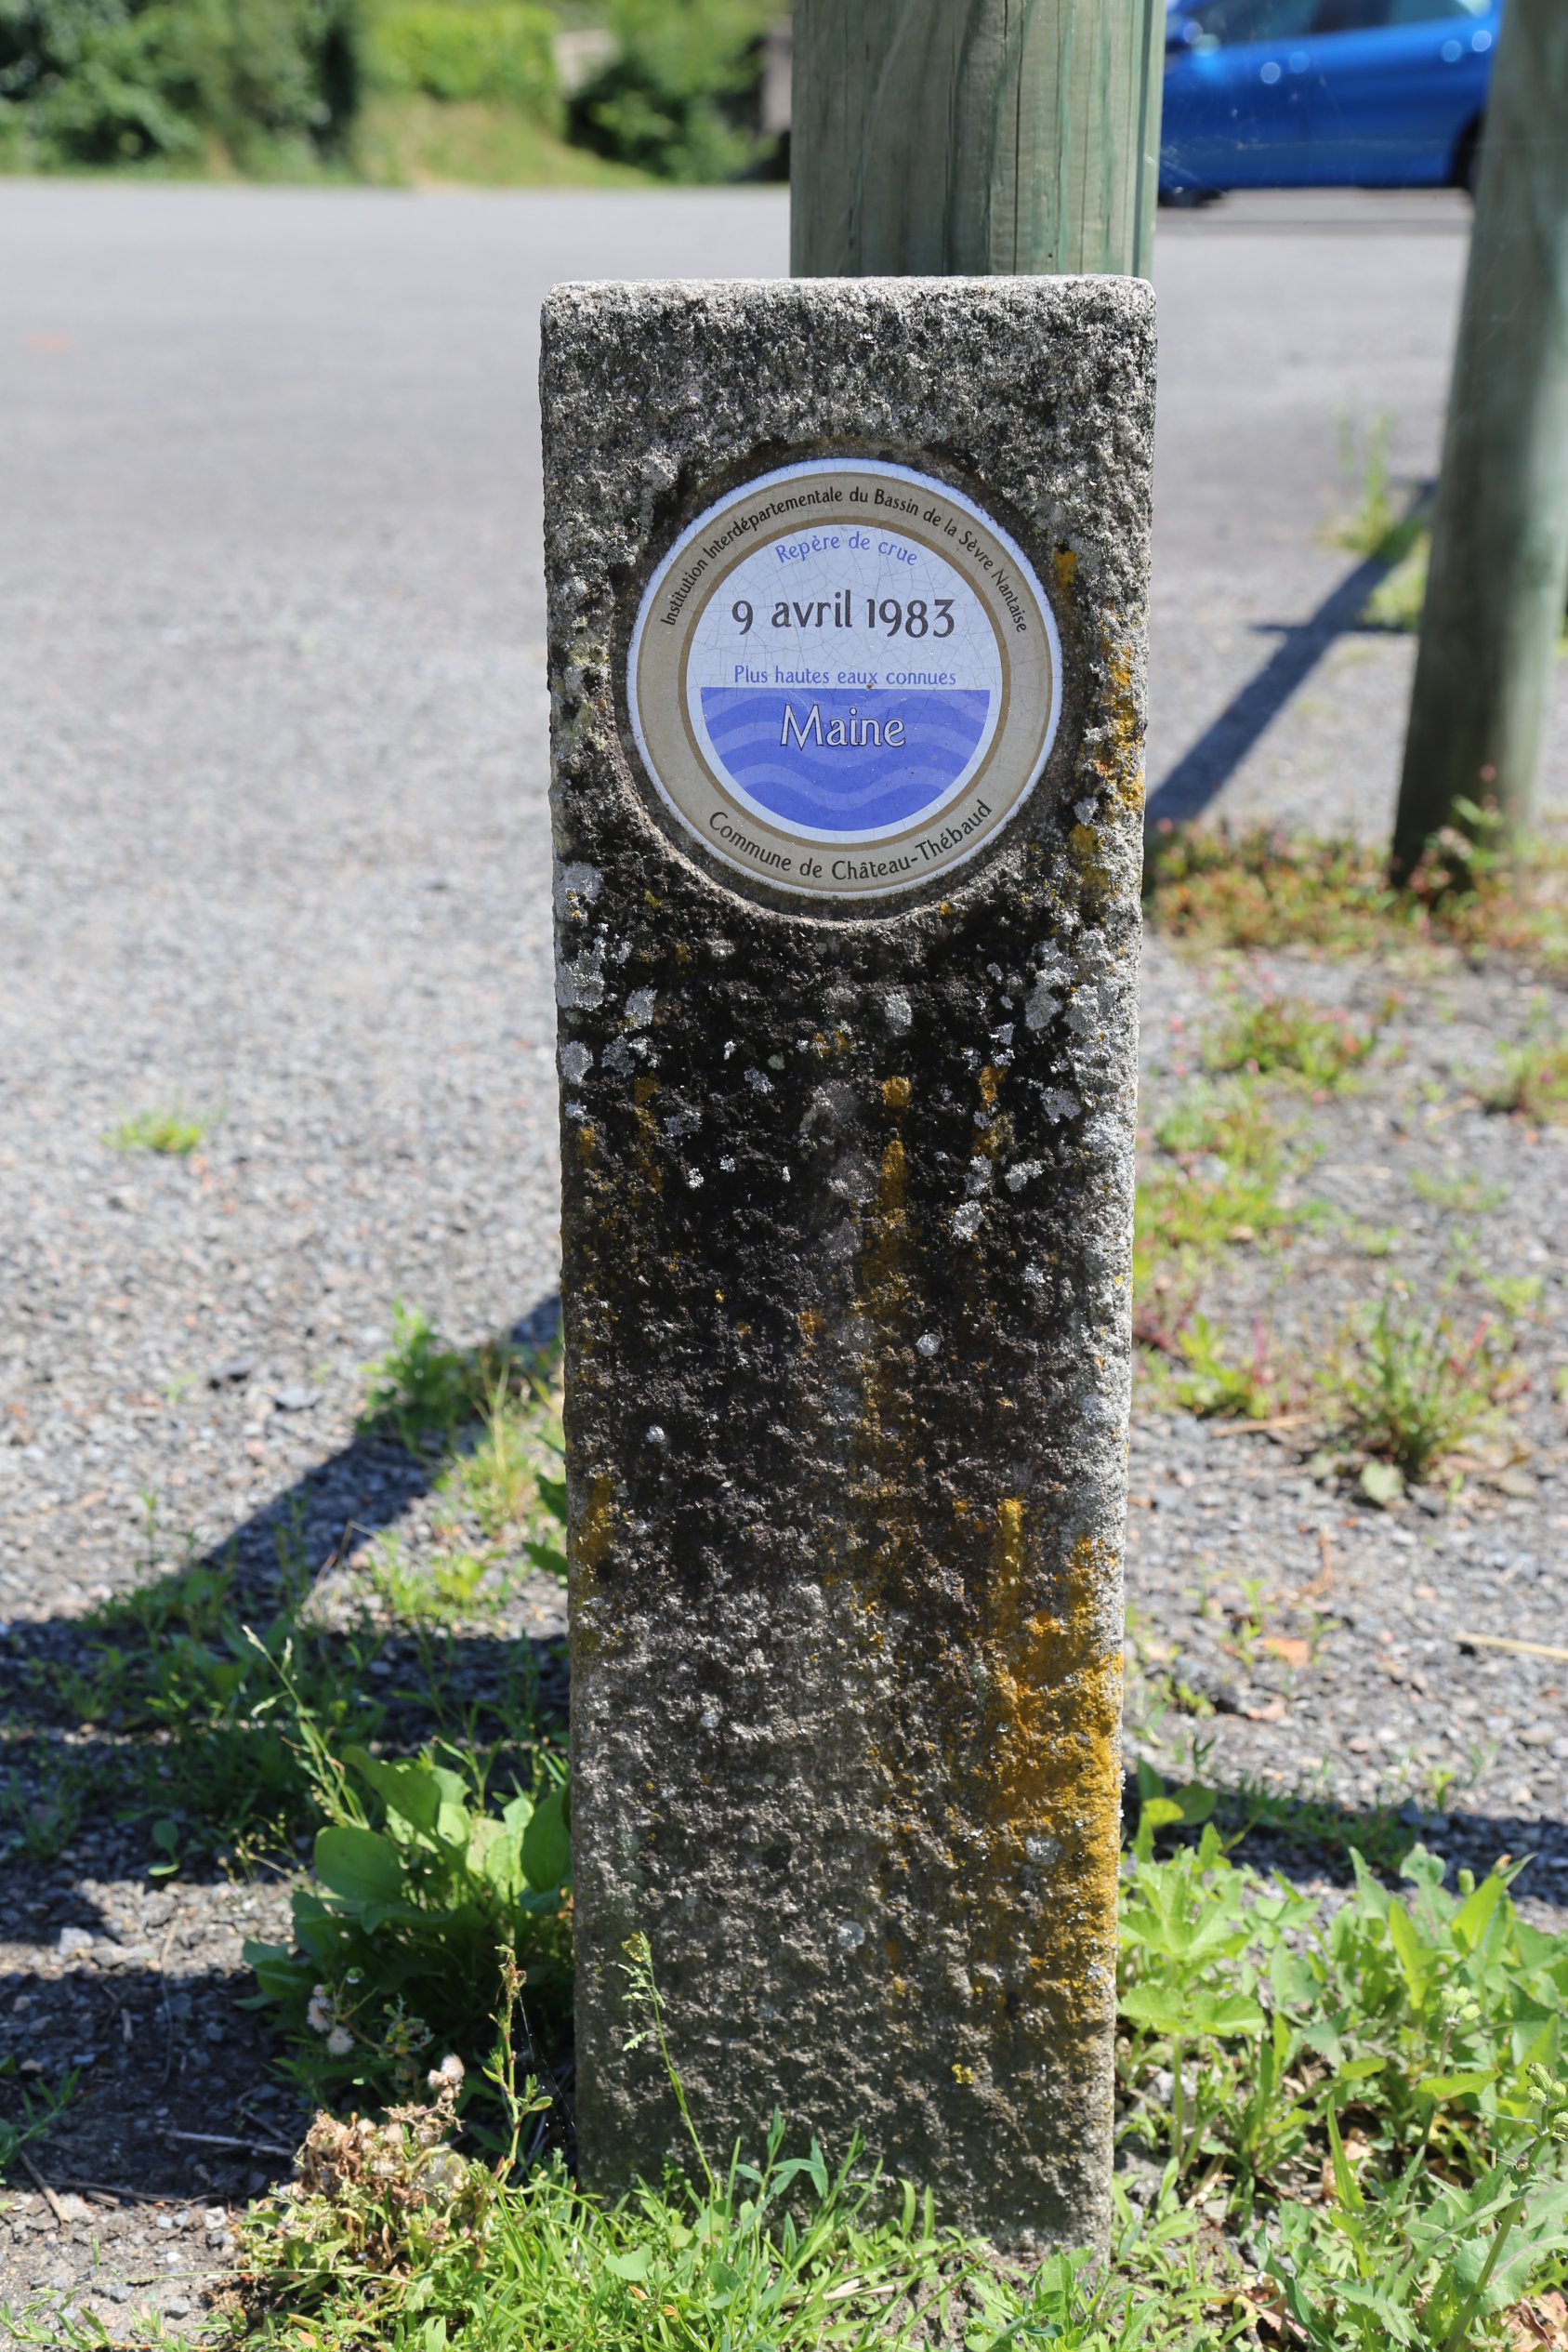 Institution Interdépartementale du Bassin de la Sèvre Nantaise
Repère de crue
9 avril 1983
Plus hautes eaux connues
Maine
Commune de Château-Thébaud